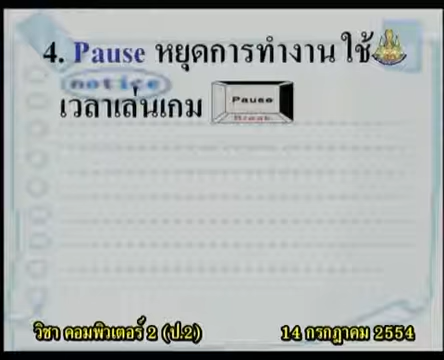 4. Pause หยุดการทำงาน ใช้
notice
เวลาเล่นเกม
Pause
Break
วิชา คอมพิวเตอร์ 2 (ป.2)
14 กรกฎาคม 2554